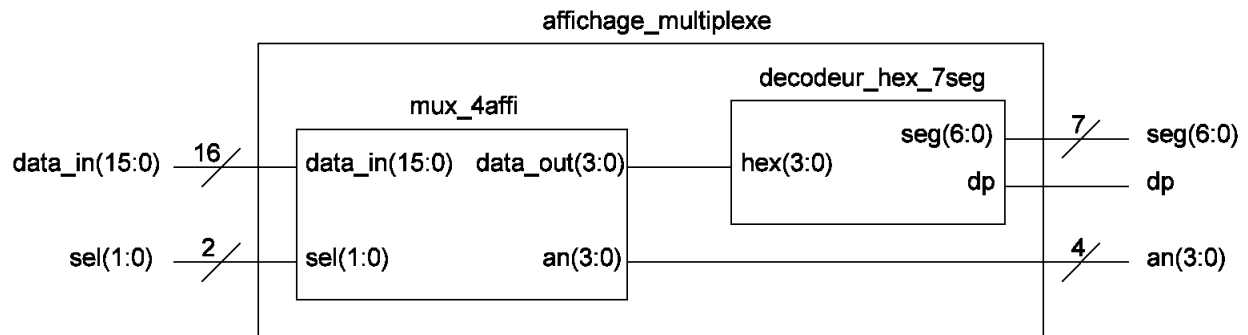 affichage_multiplexe
decodeur_hex_7seg
mux_4affi
data_in(15:0) 16 data_in(15:0) data_out(3:0) hex(3:0) seg(6:0) 7 seg(6:0)
dp dp
sel(1:0) 2 sel(1:0) an(3:0) 4 an(3:0)